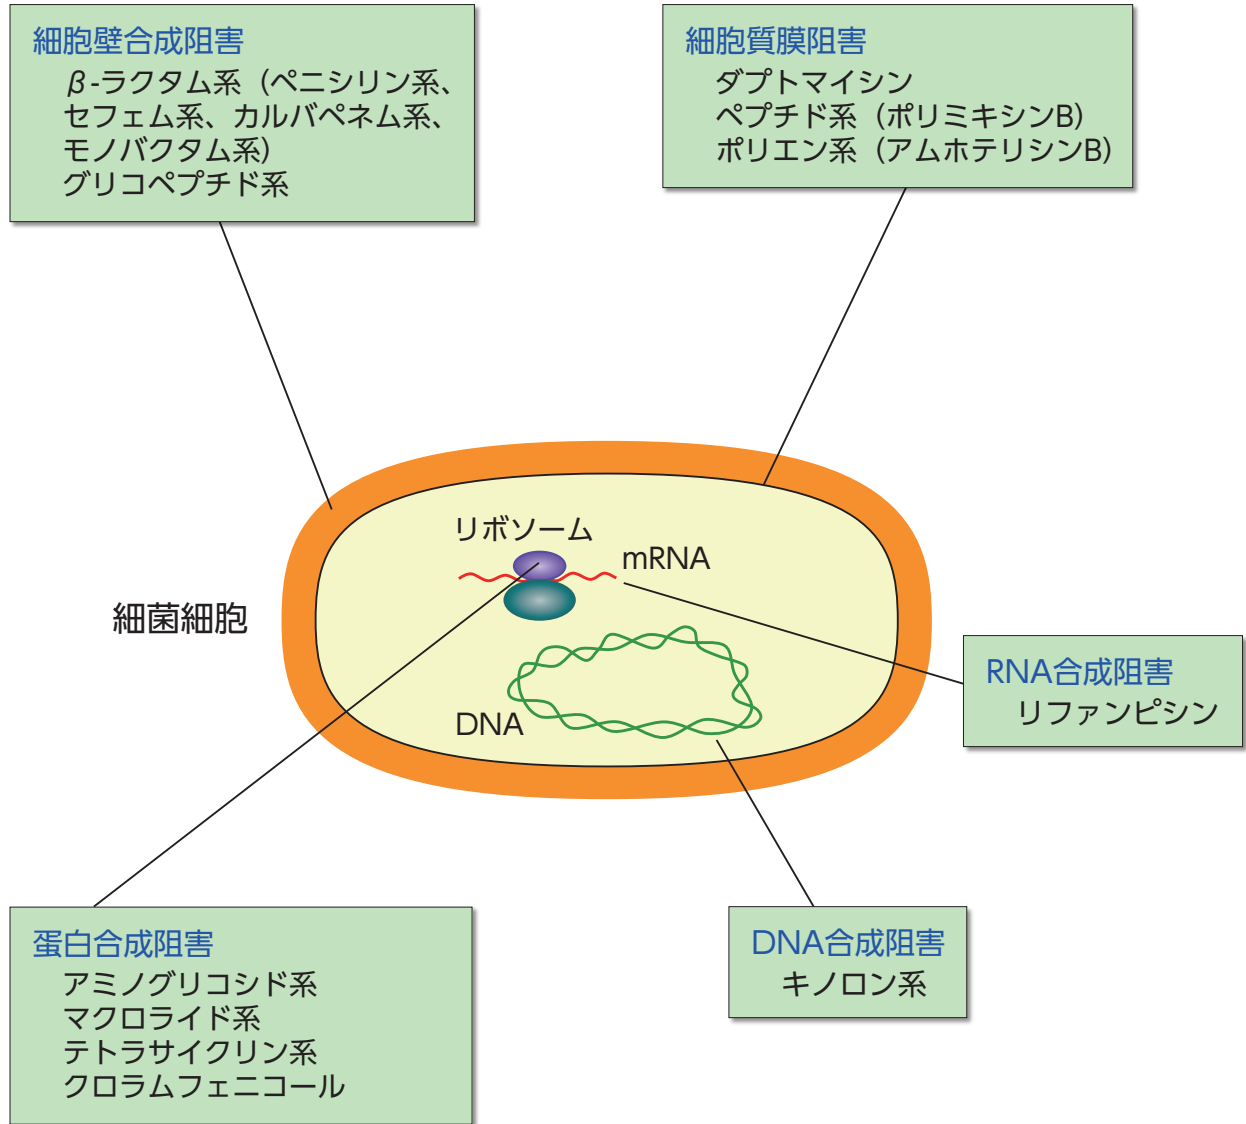 細胞壁合成阻害
β-ラクタム系（ペニシリン系、
セフェム系、カルバペネム系、
モノバクタム系）
グリコペプチド系
細胞質膜阻害
ダプトマイシン
ペプチド系（ポリミキシンB）
ポリエン系（アムホテリシンB）
リボソーム
mRNA
細菌細胞
DNA
RNA合成阻害
リファンピシン
蛋白合成阻害
アミノグリコシド系
マクロライド系
テトラサイクリン系
クロラムフェニコール
DNA合成阻害
キノロン系